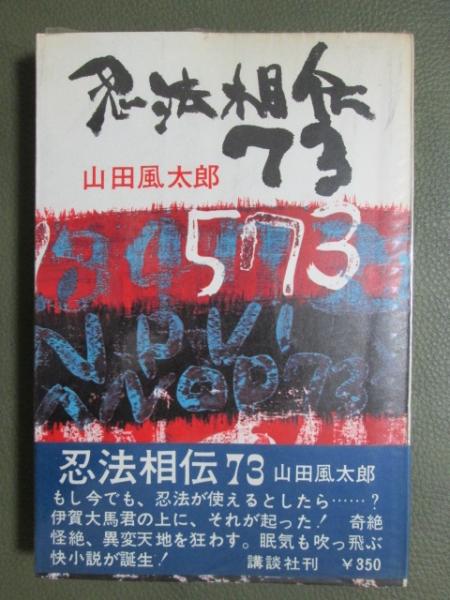 忍法相伝
73
山田風太郎
573
忍法相伝73 山田風太郎
もし今でも、忍法が使えるとしたら……?
伊賀大馬君の上に、それが起った! 奇絶
怪絶、異変天地を狂わす。眠気も吹っ飛ぶ
快小説が誕生! 講談社刊 ¥350